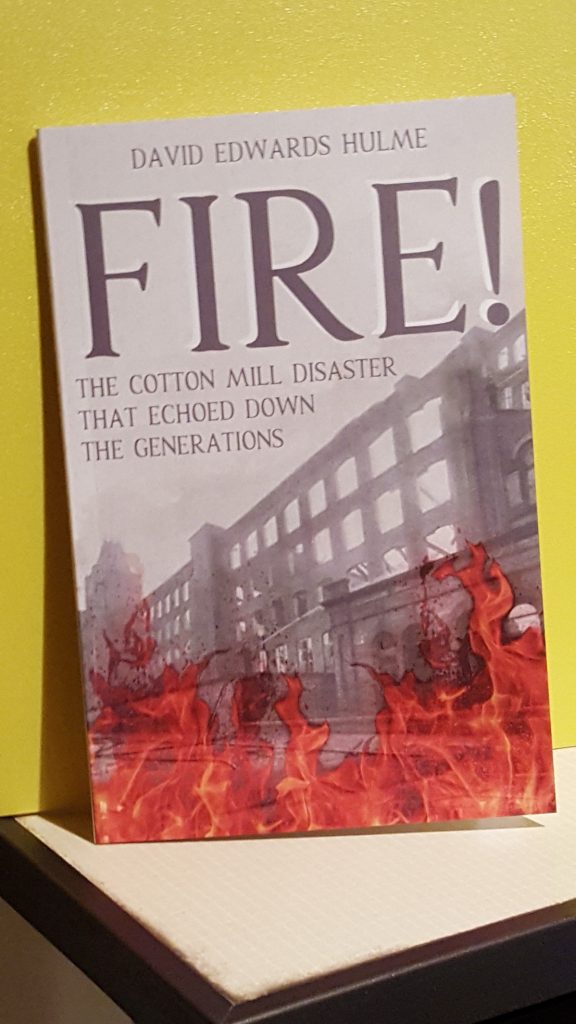 DAVID EDWARDS HULME
FIRE!
THE COTTON MILL DISASTER
THAT ECHOED DOWN
THE GENERATIONS